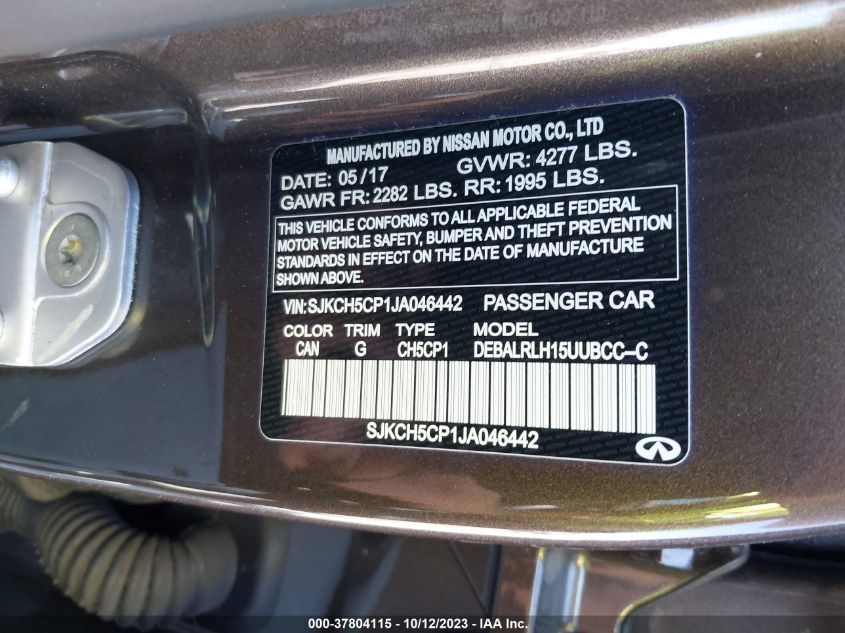 MANUFACTURED BY NISSAN MOTOR CO., LTD
DATE: 05/17 GVWR: 4277 LBS.
GAWR FR: 2282 LBS. RR: 1995 LBS.
THIS VEHICLE CONFORMS TO ALL APPLICABLE FEDERAL
MOTOR VEHICLE SAFETY, BUMPER AND THEFT PREVENTION
STANDARDS IN EFFECT ON THE DATE OF MANUFACTURE
SHOWN ABOVE.
VIN:SJKCH5CP1JA046442 PASSENGER CAR
COLOR TRIM TYPE MODEL
CAN G CH5CP1 DEBALRLH15UUBCC--C
SJKCH5CP1JA046442
000-37804115 - 10/12/2023 - IAA Inc.